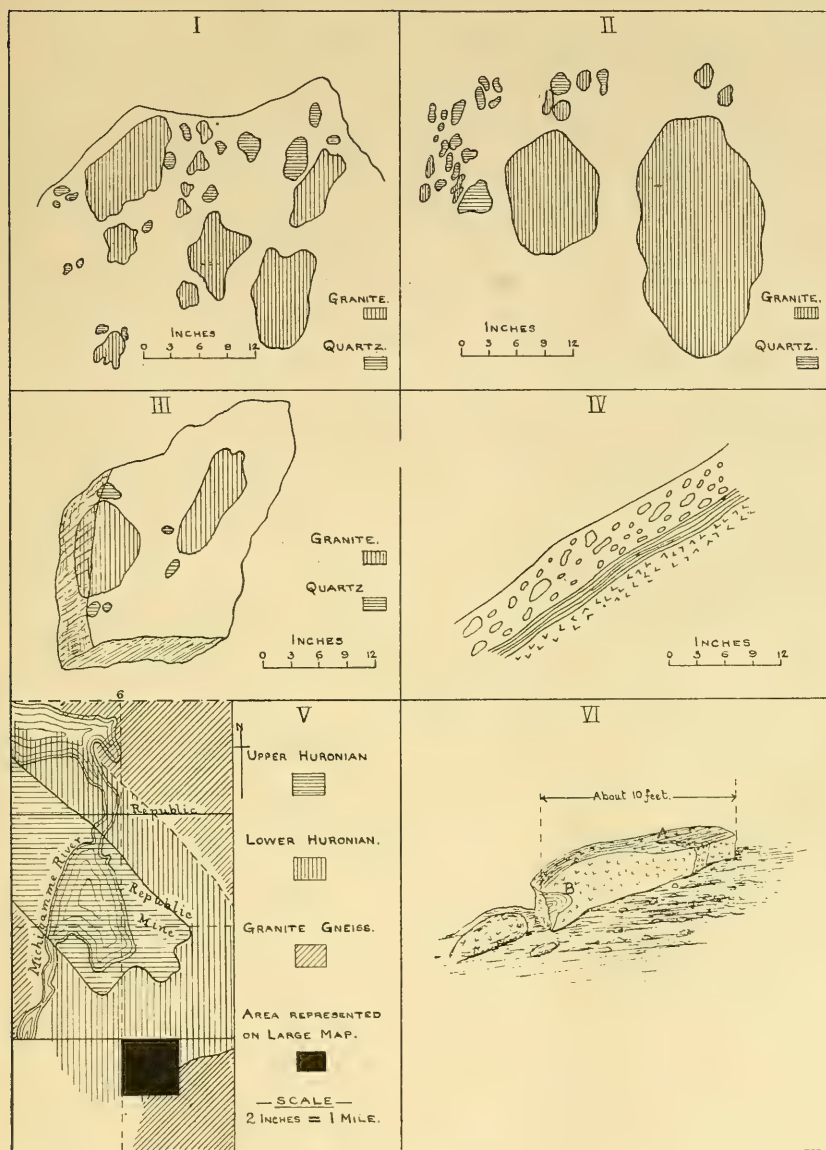 I
GRANITE.
INCHES
0 3 6 9 12
QUARTZ.
II
GRANITE.
INCHES
0 3 6 9 12
QUARTZ.
III
GRANITE.
QUARTZ
INCHES
0 3 6 9 12
IV
INCHES
0 3 6 9 12
6
Republic
Michigamme River
Republic
Mine
V
N
UPPER HURONIAN
LOWER HURONIAN.
GRANITE GNEISS.
AREA REPRESENTED
ON LARGE MAP.
SCALE
2 INCHES = 1 MILE.
VI
About 10 feet.
A
B